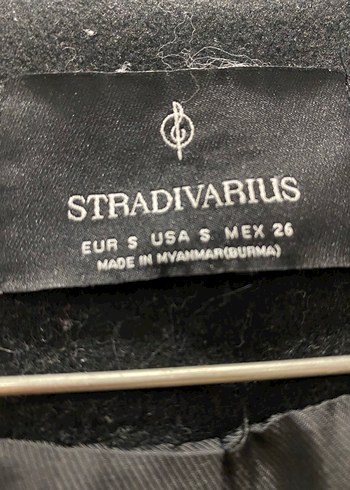 STRADIVARIUS
EUR S USA S MEX 26
MADE IN MYANMAR(BURMA)